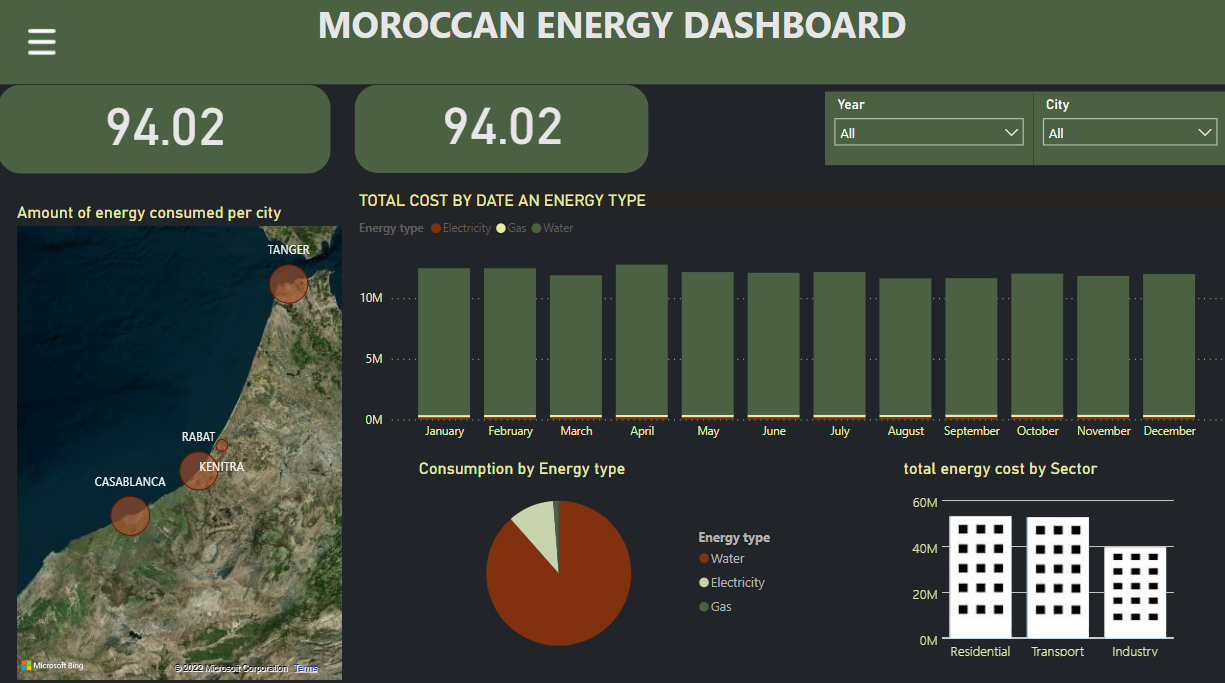 MOROCCAN ENERGY DASHBOARD
94.02
94.02
Year
All
City
All
Amount of energy consumed per city
TANGER
RABAT
KENITRA
CASABLANCA
Microsoft Bing
© 2022 Microsoft Corporation Terms
TOTAL COST BY DATE AN ENERGY TYPE
Energy type Electricity Gas Water
10M
5M
0M
January February March April May June July August September October November December
Consumption by Energy type
Energy type
Water
Electricity
Gas
total energy cost by Sector
60M
40M
20M
0M
Residential Transport Industry